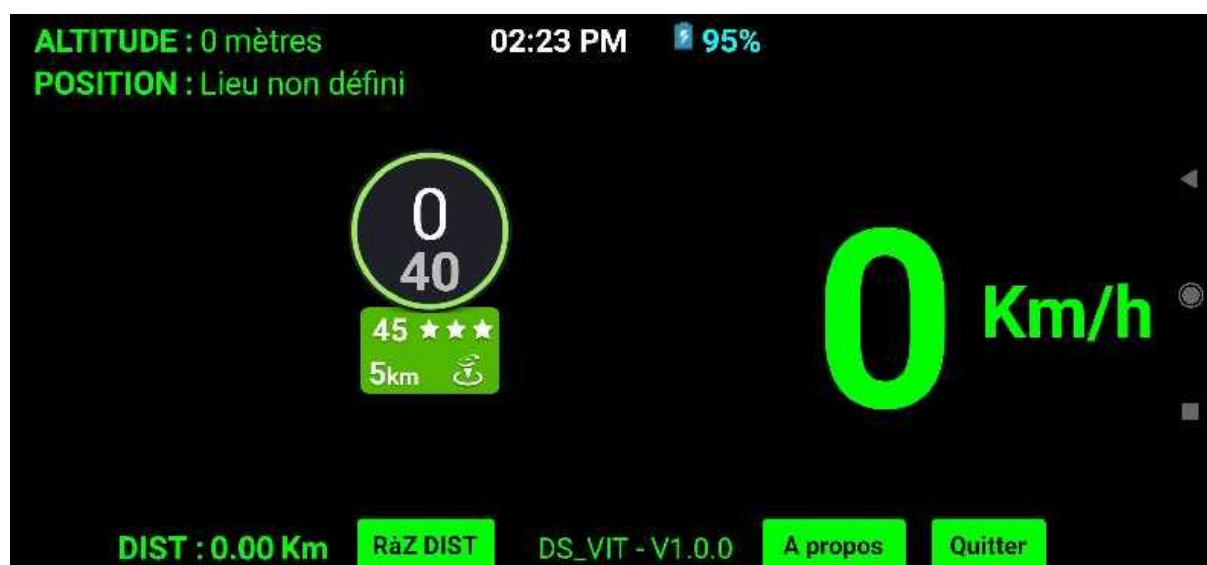 ALTITUDE : 0 mètres 02:23 PM 95%
POSITION : Lieu non défini
0
40
45
5km
0 Km/h
DIST : 0.00 Km RàZ DIST DS_VIT - V1.0.0 A propos Quitter